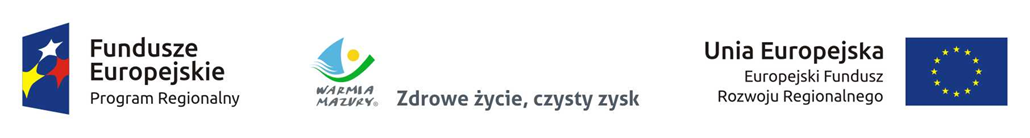 Fundusze
Europejskie
Program Regionalny
WARMIA
MAZURY®
Zdrowe życie, czysty zysk
Unia Europejska
Europejski Fundusz
Rozwoju Regionalnego